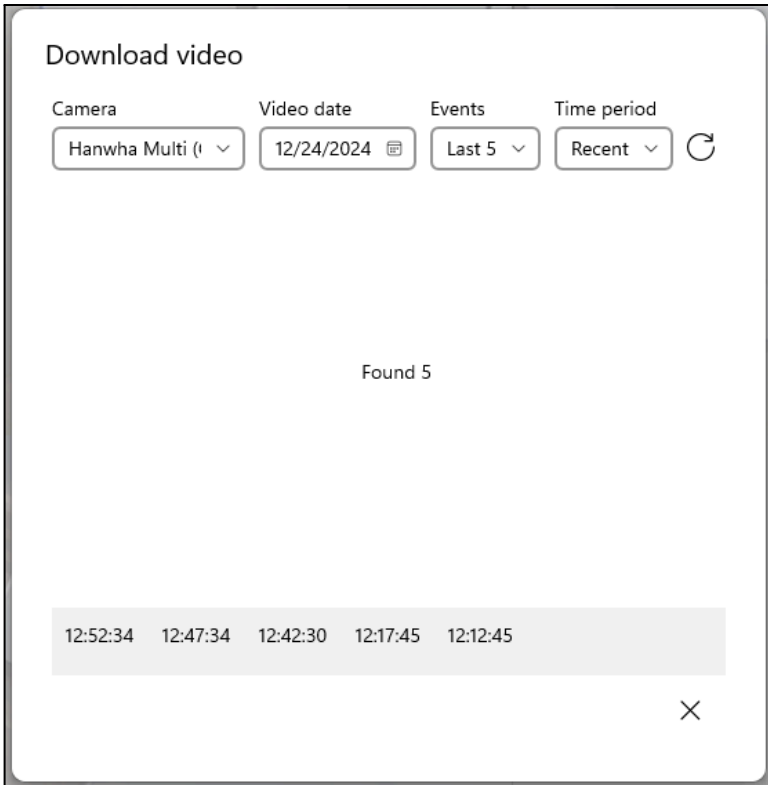 Download video
Camera Video date Events Time period
Hanwha Multi ( 12/24/2024 Last 5 Recent
Found 5
12:52:34 12:47:34 12:42:30 12:17:45 12:12:45